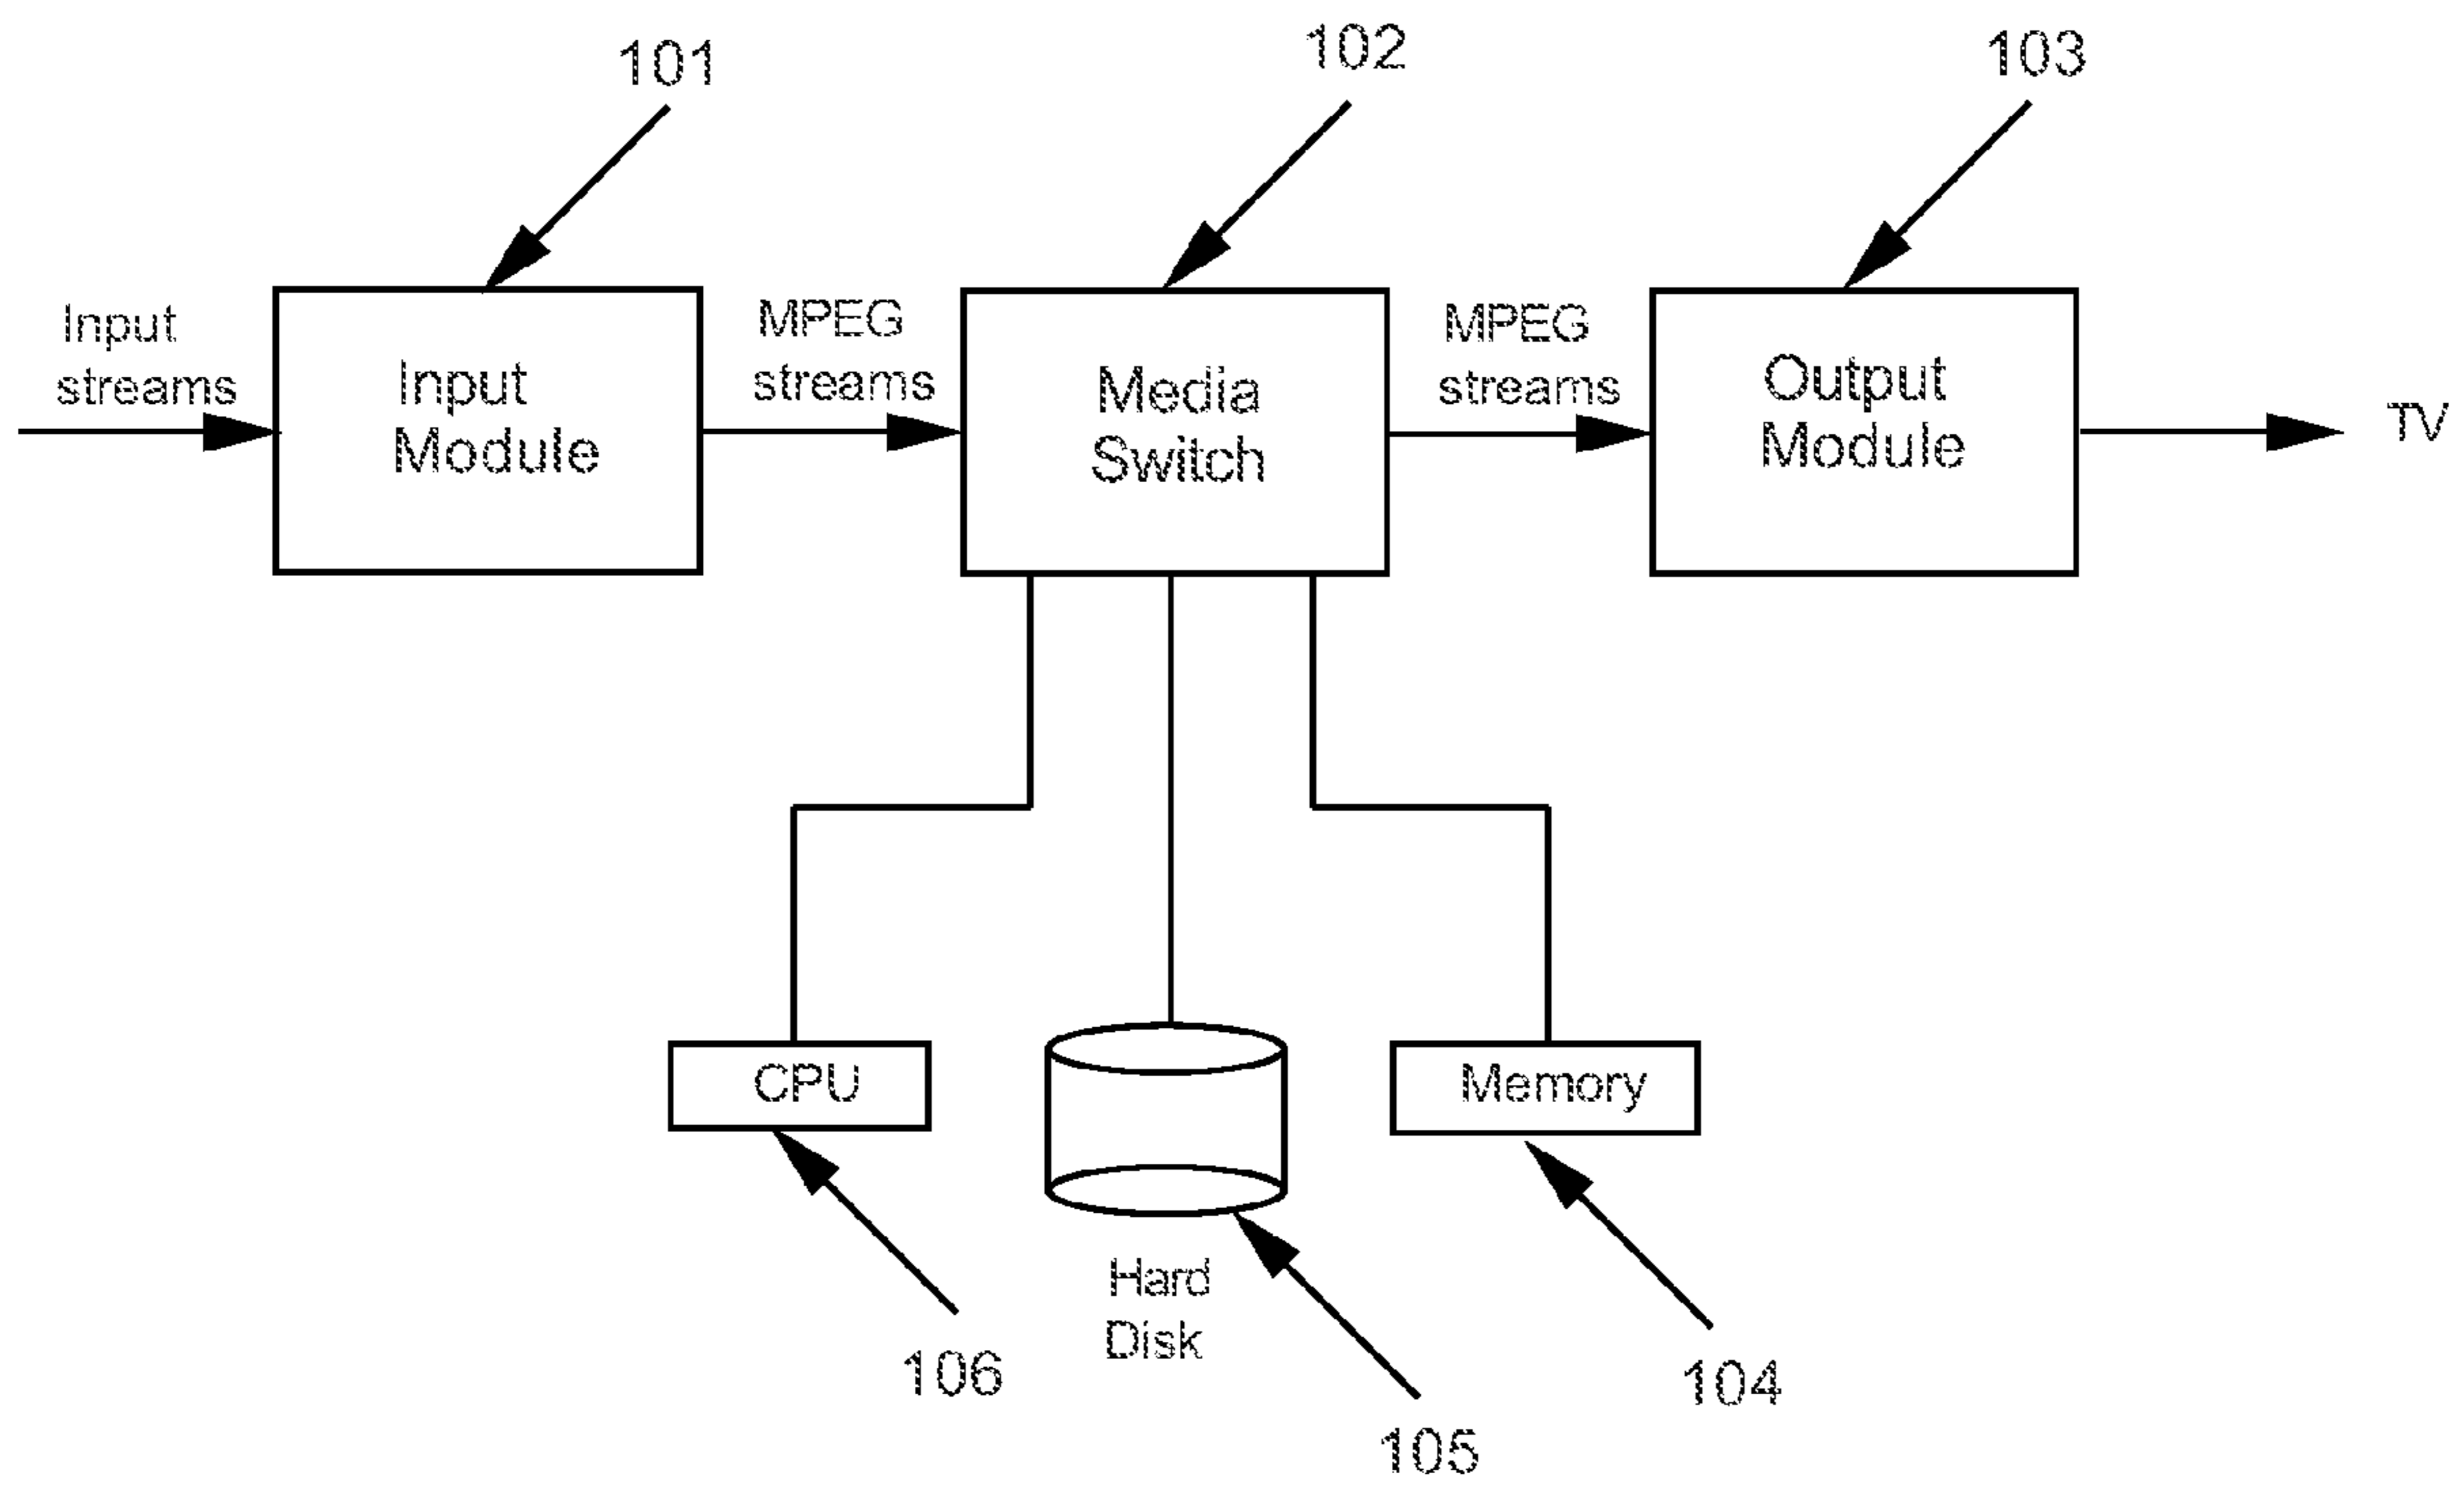 101
102
103
Input
streams
Input
Module
MPEG
streams
Media
Switch
MPEG
streams
Output
Module
TV
CPU
Memory
Hard
Disk
106
105
104